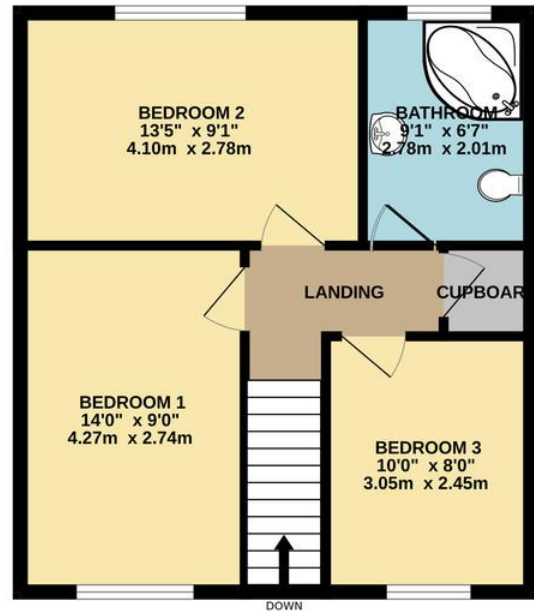 BEDROOM 2
13'5" x 9'1"
4.10m x 2.78m
BATHROOM
9'1" x 6'7"
2.78m x 2.01m
LANDING
CUPBOAR
BEDROOM 1
14'0" x 9'0"
4.27m x 2.74m
BEDROOM 3
10'0" x 8'0"
3.05m x 2.45m
DOWN